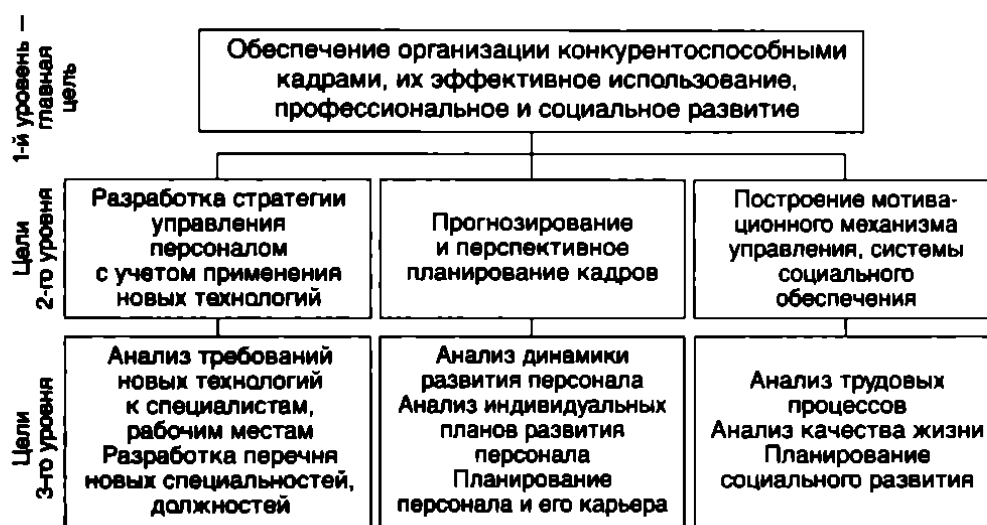 1-й уровень —
главная
цель
Обеспечение организации конкурентоспособными
кадрами, их эффективное использование,
профессиональное и социальное развитие
Цели
2-го уровня
Разработка стратегии
управления
персоналом
с учетом применения
новых технологий
Прогнозирование
и перспективное
планирование кадров
Построение мотива-
ционного механизма
управления, системы
социального
обеспечения
Цели
3-го уровня
Анализ требований
новых технологий
к специалистам,
рабочим местам
Разработка перечня
новых специальностей,
должностей
Анализ динамики
развития персонала
Анализ индивидуальных
планов развития
персонала
Планирование
персонала и его карьера
Анализ трудовых
процессов
Анализ качества жизни
Планирование
социального развития